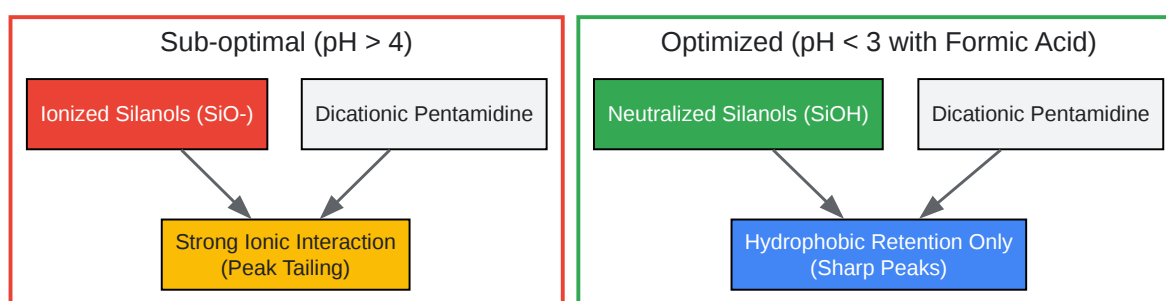 Sub-optimal (pH > 4)
Ionized Silanols (SiO-)
Dicationic Pentamidine
Strong Ionic Interaction
(Peak Tailing)
Optimized (pH < 3 with Formic Acid)
Neutralized Silanols (SiOH)
Dicationic Pentamidine
Hydrophobic Retention Only
(Sharp Peaks)